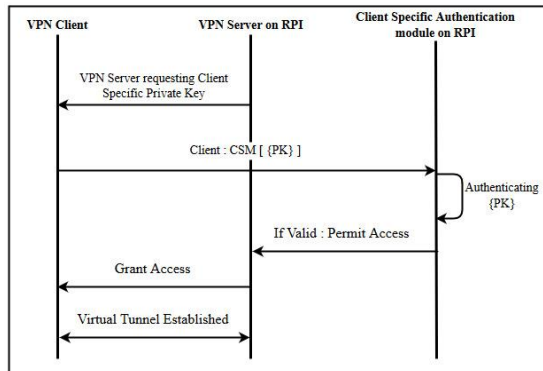 VPN Client
VPN Server on RPI
Client Specific Authentication
module on RPI
VPN Server requesting Client
Specific Private Key
Client : CSM [ {PK} ]
Authenticating
{PK}
If Valid : Permit Access
Grant Access
Virtual Tunnel Established